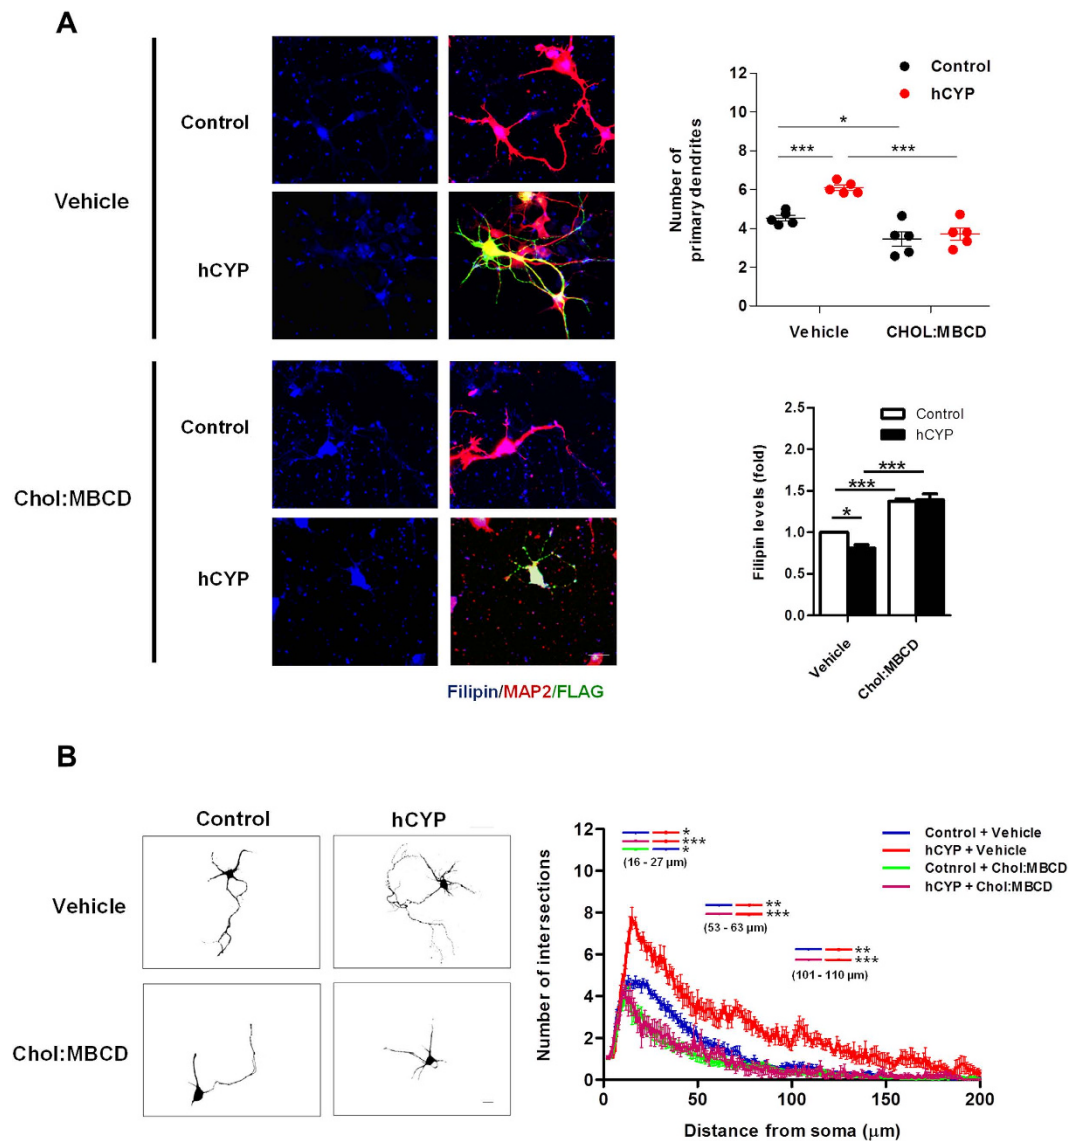 A
Vehicle
Control
hCYP
Chol:MBCD
Control
hCYP
Filipin/MAP2/FLAG
Control
hCYP
Number of
primary dendrites
12
10
8
6
4
2
0
*
***
***
Vehicle
CHOL:MBCD
Control
hCYP
Filipin levels (fold)
2.5
2.0
1.5
1.0
0.5
0.0
***
***
*
Vehicle
Chol:MBCD
B
Control
hCYP
Vehicle
Chol:MBCD
Number of intersections
12
10
8
6
4
2
0
*
***
*
(16 - 27 µm)
**
***
(53 - 63 µm)
**
***
(101 - 110 µm)
Control + Vehicle
hCYP + Vehicle
Cotnrol + Chol:MBCD
hCYP + Chol:MBCD
0
50
100
150
200
Distance from soma (µm)